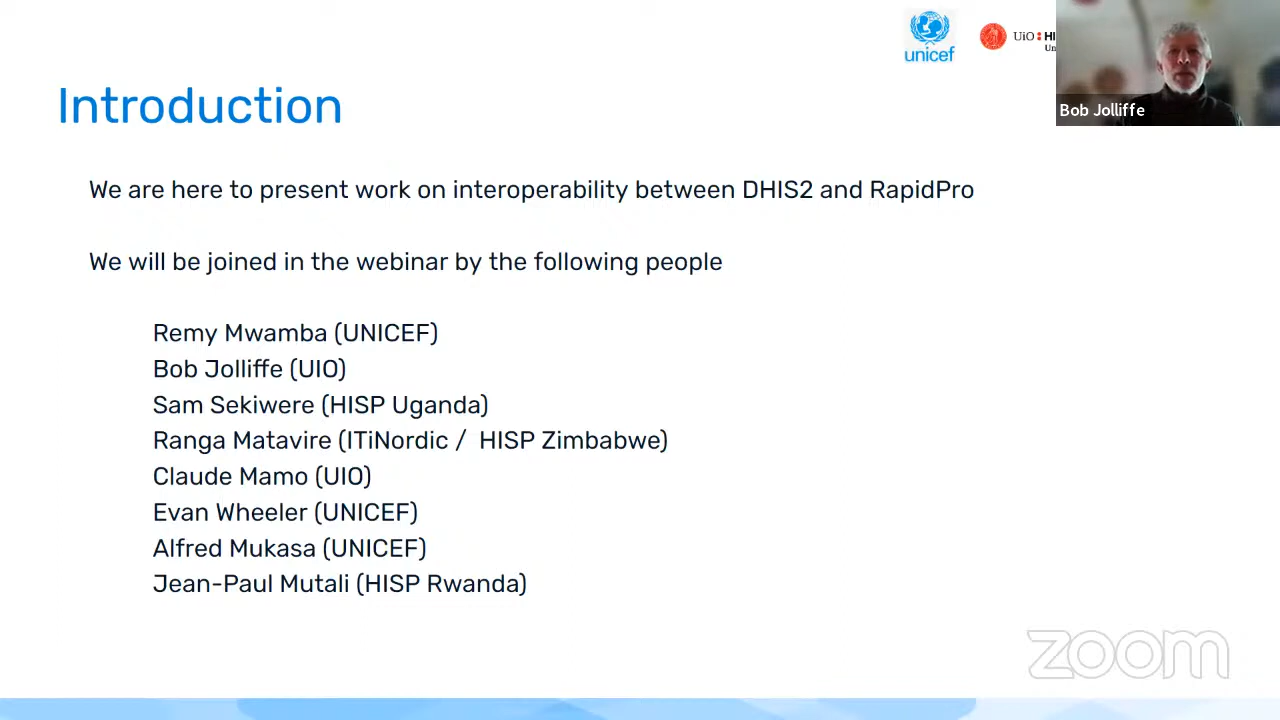 unicef
UiO HI
Un
Bob Jolliffe
Introduction
We are here to present work on interoperability between DHIS2 and RapidPro
We will be joined in the webinar by the following people
Remy Mwamba (UNICEF)
Bob Jolliffe (UIO)
Sam Sekiwere (HISP Uganda)
Ranga Matavire (ITiNordic / HISP Zimbabwe)
Claude Mamo (UIO)
Evan Wheeler (UNICEF)
Alfred Mukasa (UNICEF)
Jean-Paul Mutali (HISP Rwanda)
zoom